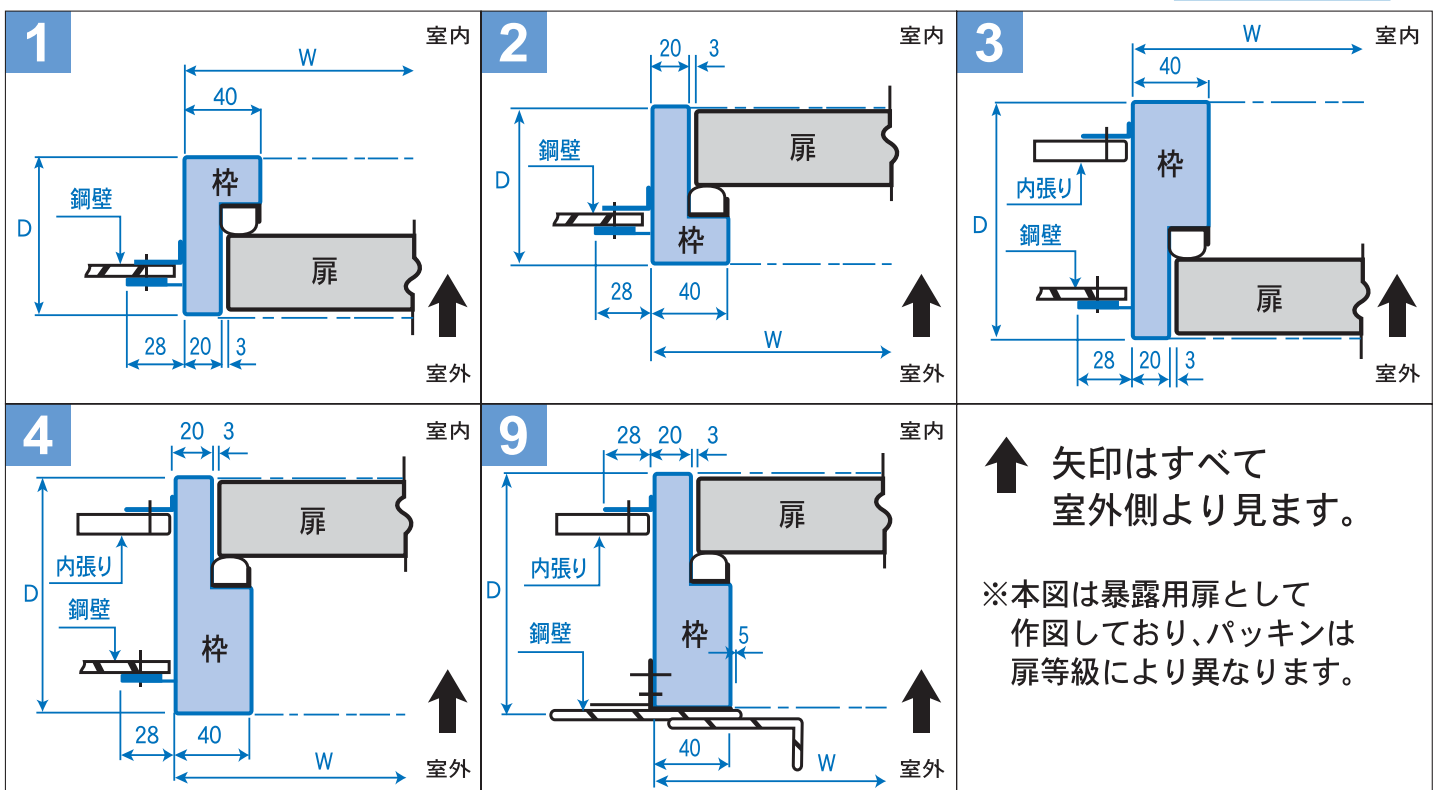 1
室内
W
40
枠
D
鋼壁
扉
28
20
3
室外
2
室内
20
3
鋼壁
扉
D
枠
28
40
W
室外
3
室内
W
40
枠
内張り
D
鋼壁
扉
28
20
3
室外
4
室内
20
3
扉
内張り
D
鋼壁
枠
28
40
W
室外
9
室内
28
20
3
扉
内張り
D
鋼壁
枠
5
40
W
室外
矢印はすべて
室外側より見ます。
※本図は暴露用扉として
作図しており、パッキンは
扉等級により異なります。